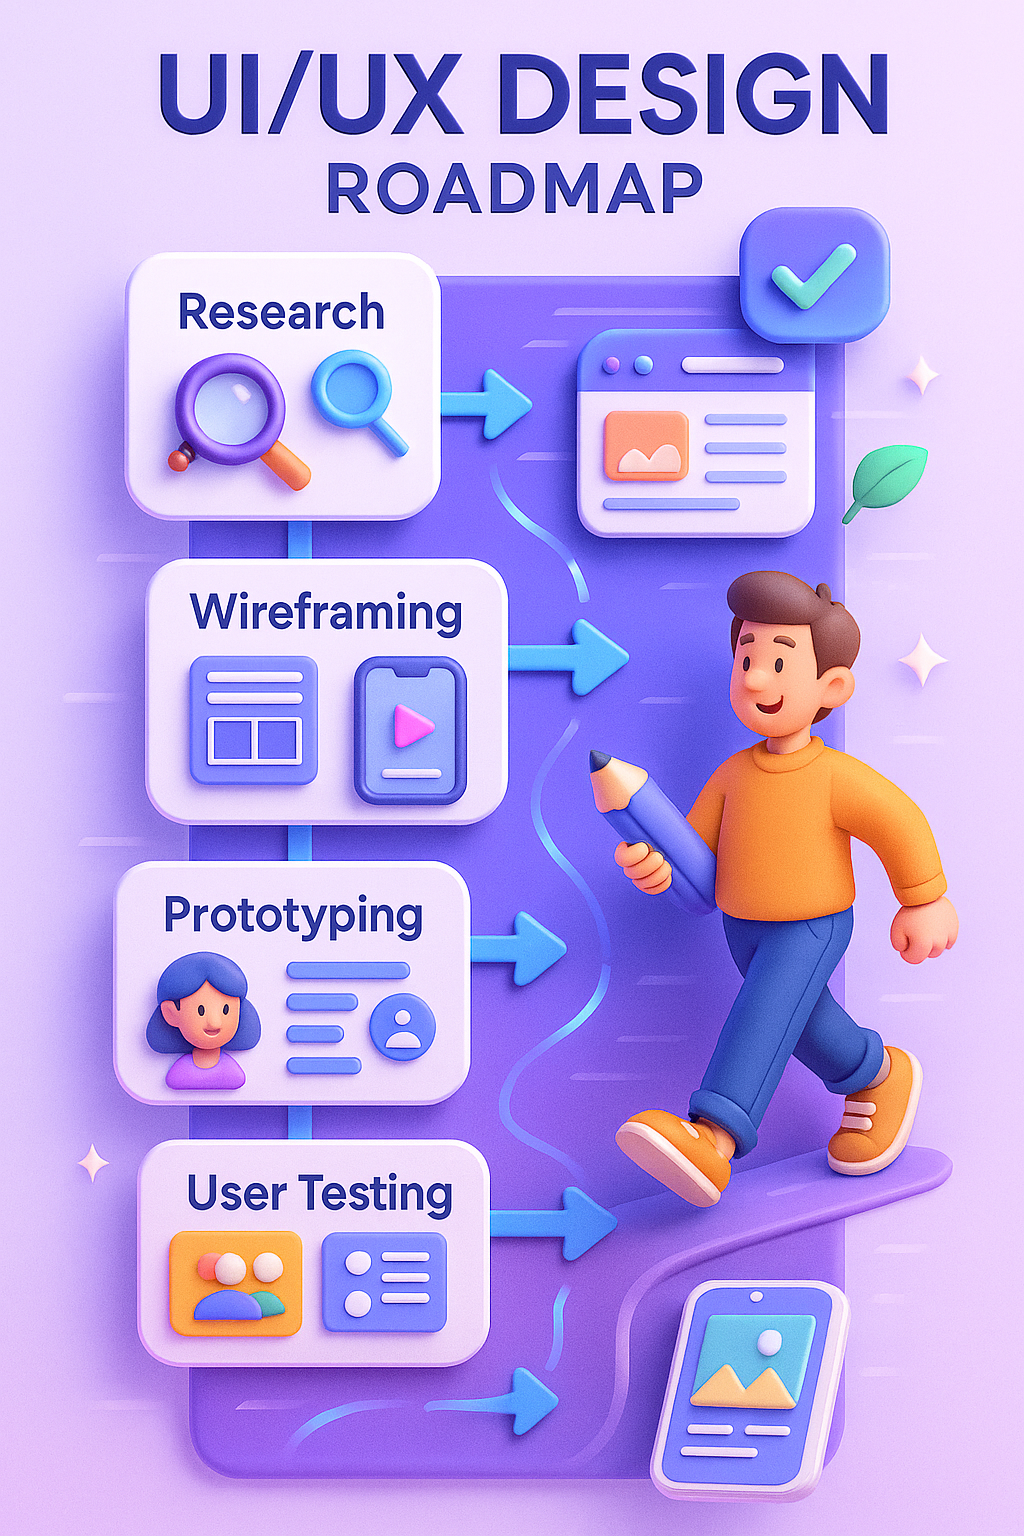 UI/UX DESIGN
ROADMAP
Research
Wireframing
Prototyping
User Testing